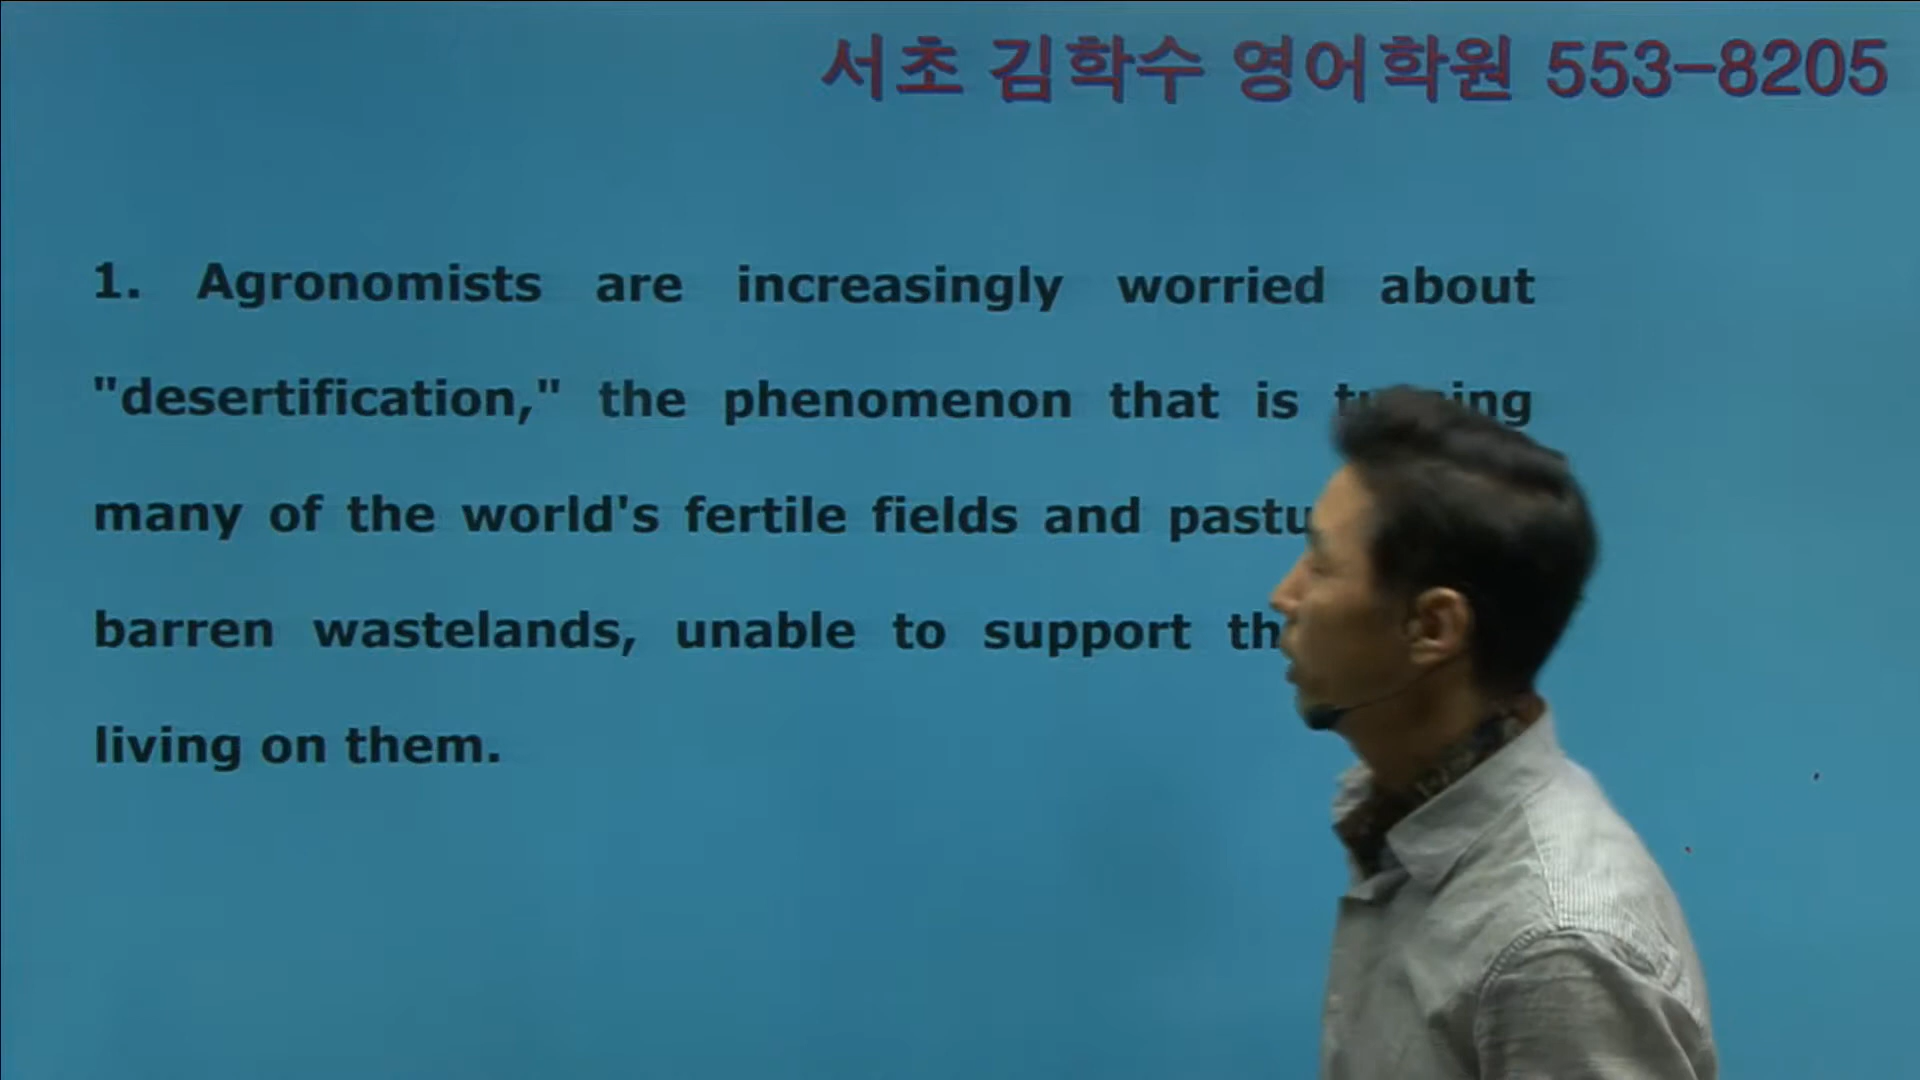 서초 김학수 영어학원 553-8205
1. Agronomists are increasingly worried about
"desertification," the phenomenon that is
many of the world's fertile fields and
barren wastelands, unable to support
living on them.